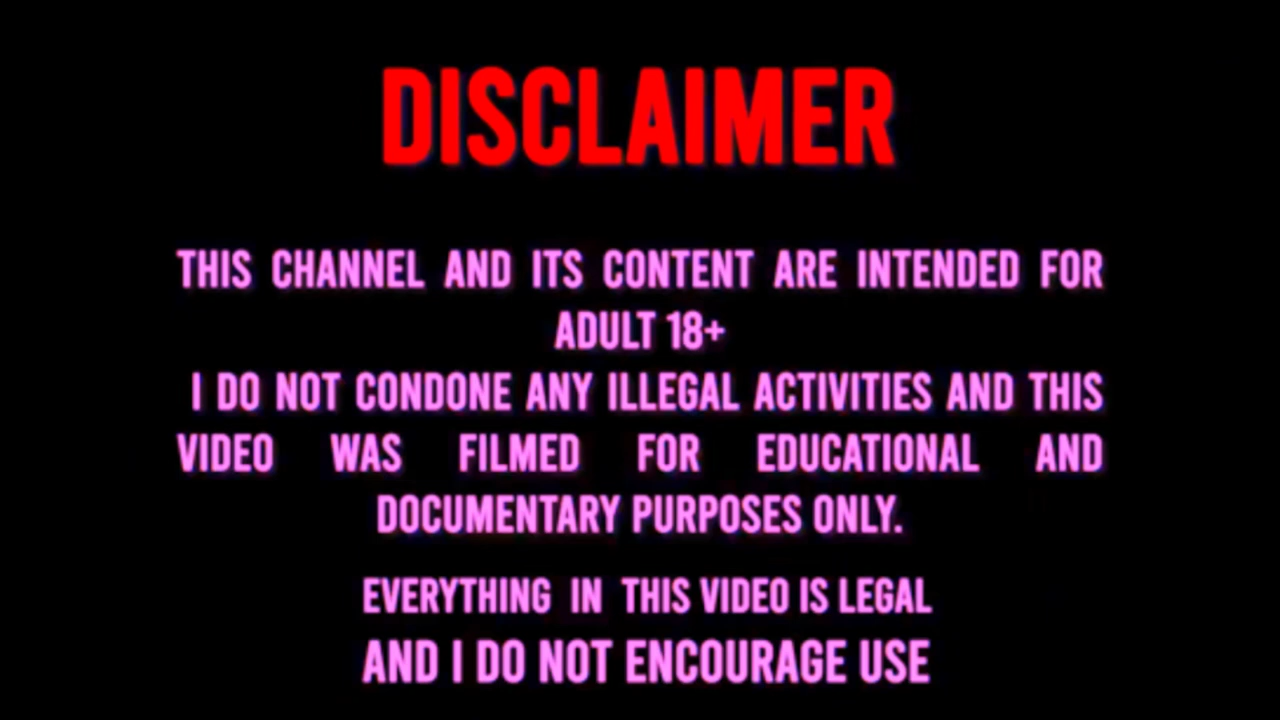 DISCLAIMER
THIS CHANNEL AND ITS CONTENT ARE INTENDED FOR
ADULT 18+
I DO NOT CONDONE ANY ILLEGAL ACTIVITIES AND THIS
VIDEO WAS FILMED FOR EDUCATIONAL AND
DOCUMENTARY PURPOSES ONLY.
EVERYTHING IN THIS VIDEO IS LEGAL
AND I DO NOT ENCOURAGE USE